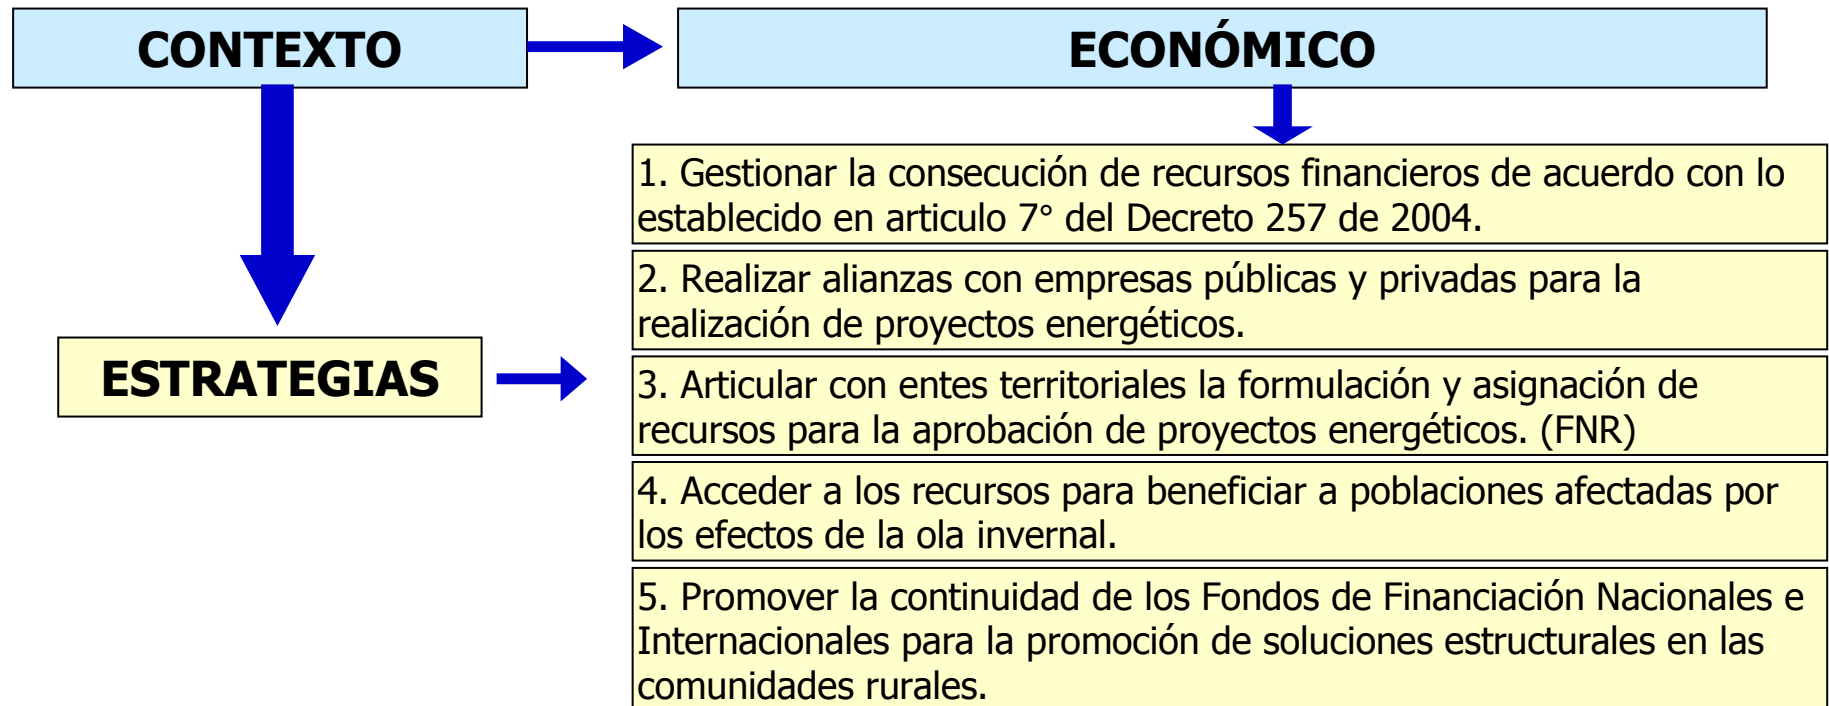 CONTEXTO
ECONÓMICO
1. Gestionar la consecución de recursos financieros de acuerdo con lo
establecido en articulo 7° del Decreto 257 de 2004.
2. Realizar alianzas con empresas públicas y privadas para la
realización de proyectos energéticos.
ESTRATEGIAS
3. Articular con entes territoriales la formulación y asignación de
recursos para la aprobación de proyectos energéticos. (FNR)
4. Acceder a los recursos para beneficiar a poblaciones afectadas por
los efectos de la ola invernal.
5. Promover la continuidad de los Fondos de Financiación Nacionales e
Internacionales para la promoción de soluciones estructurales en las
comunidades rurales.